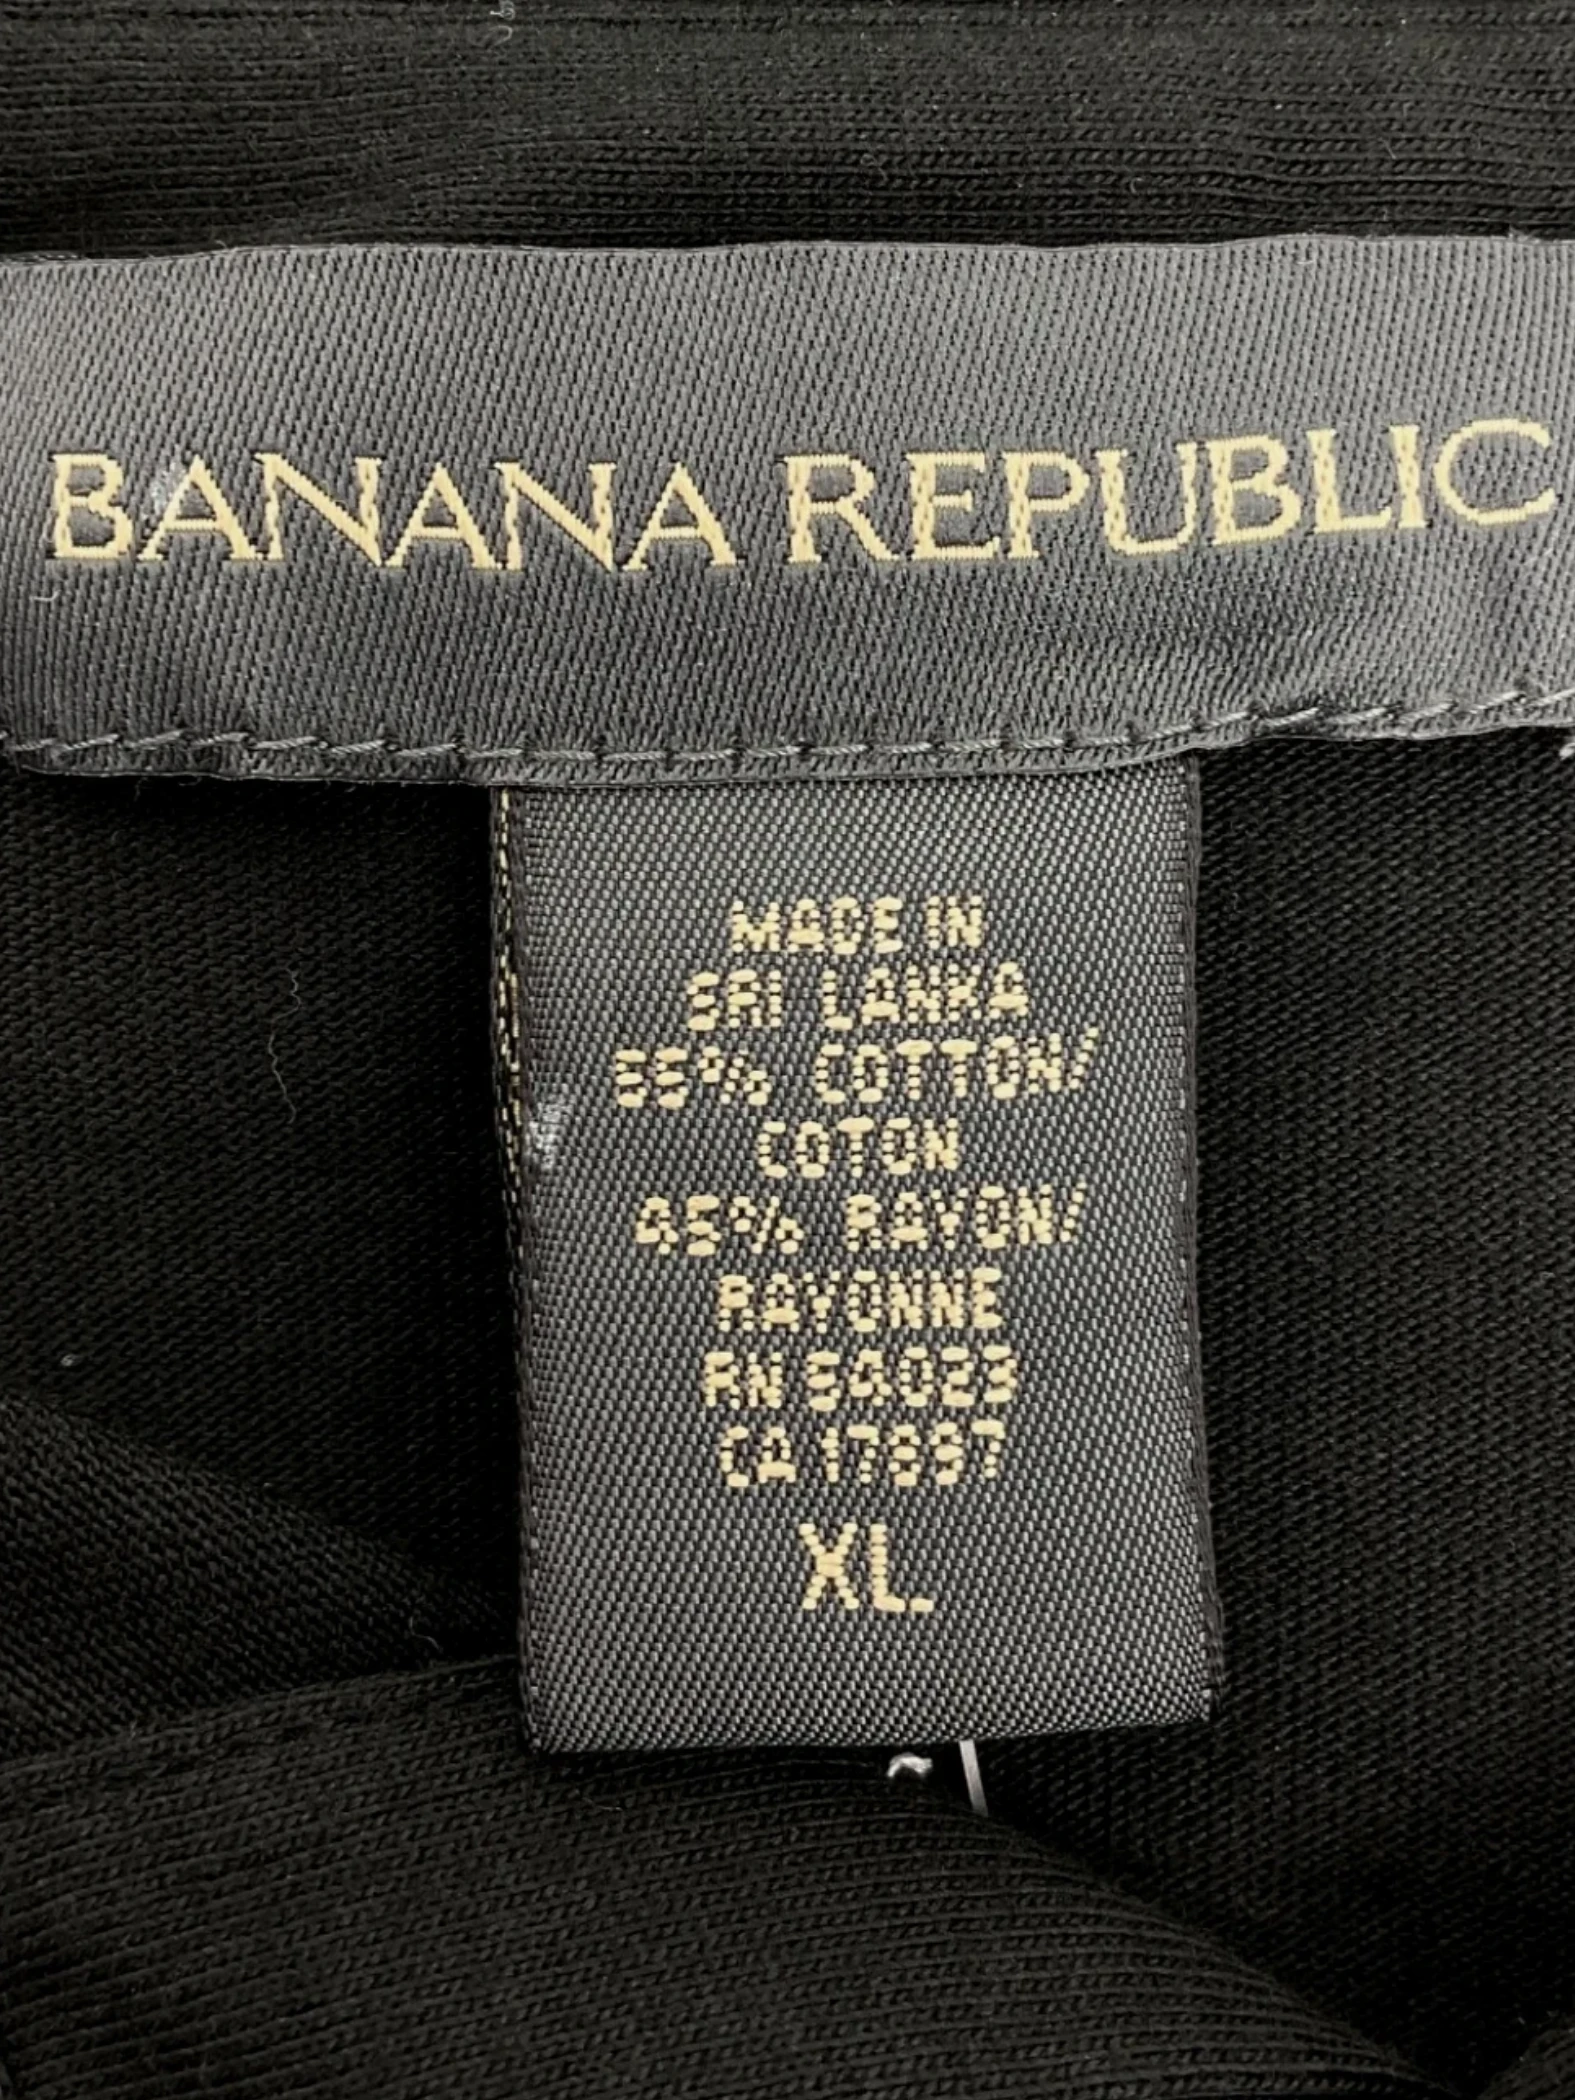 BANANA REPUBLIC
MADE IN
SRI LANKA
55% COTTON/
COTON
45% RAYON/
RAYONNE
RN 54023
CA 17897
XL